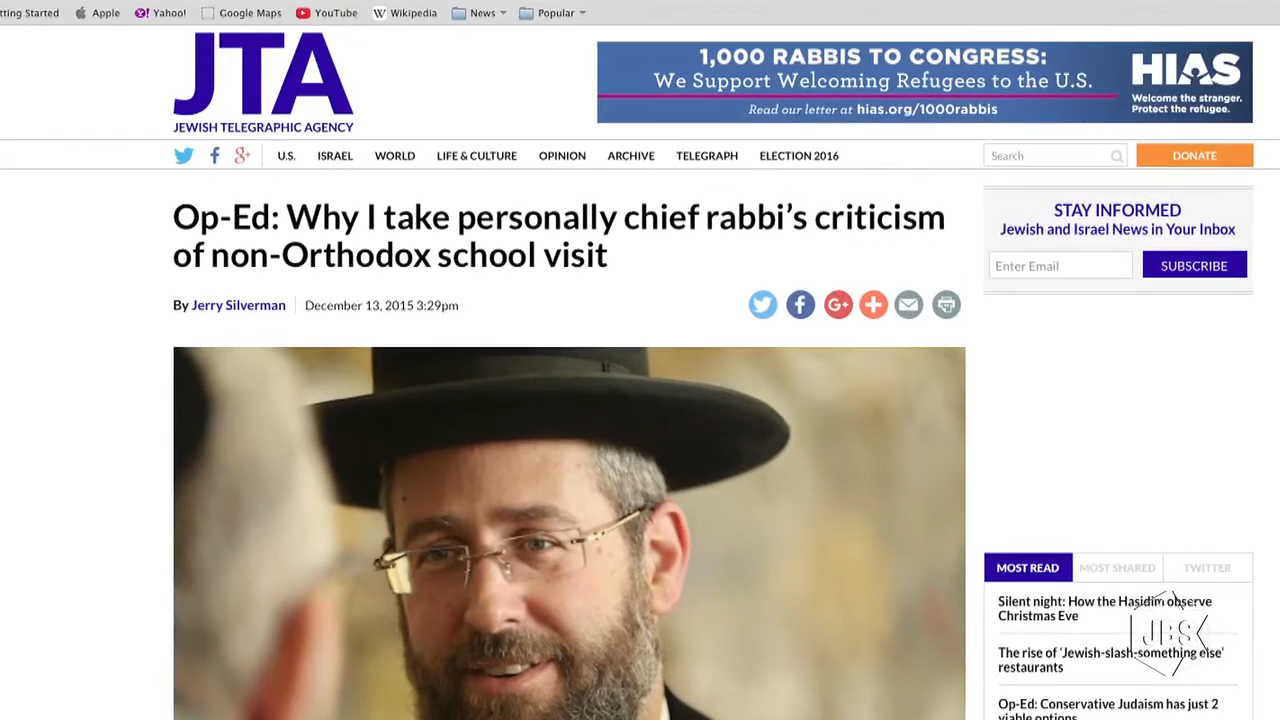 tting Started
Apple
Yahoo!
Google Maps
YouTube
Wikipedia
News
Popular
JTA
JEWISH TELEGRAPHIC AGENCY
1,000 RABBIS TO CONGRESS:
We Support Welcoming Refugees to the U.S.
Read our letter at hias.org/1000rabbis
HIAS
Welcome the stranger.
Protect the refugee.
U.S.
ISRAEL
WORLD
LIFE & CULTURE
OPINION
ARCHIVE
TELEGRAPH
ELECTION 2016
Search
DONATE
Op-Ed: Why I take personally chief rabbi's criticism
of non-Orthodox school visit
By Jerry Silverman
December 13, 2015 3:29pm
STAY INFORMED
Jewish and Israel News in Your Inbox
Enter Email
SUBSCRIBE
MOST READ
MOST SHARED
TWITTER
Silent night: How the Hasidim observe
Christmas Eve
The rise of 'Jewish-slash-something else'
restaurants
Op-Ed: Conservative Judaism has just 2
viable options
JBS